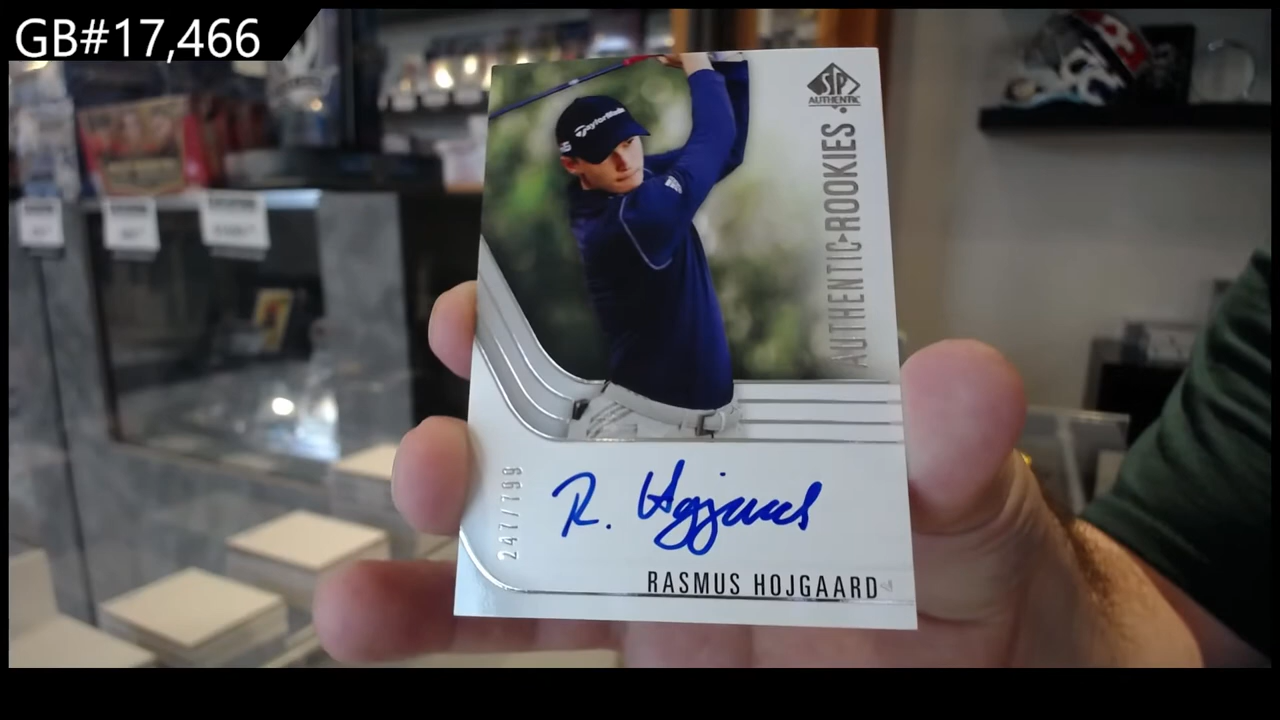 GB#17,466
TaylorMade
SP
AUTHENTIC
AUTHENTIC ROOKIES
247/799
R. Hojgaard
RASMUS HOJGAARD